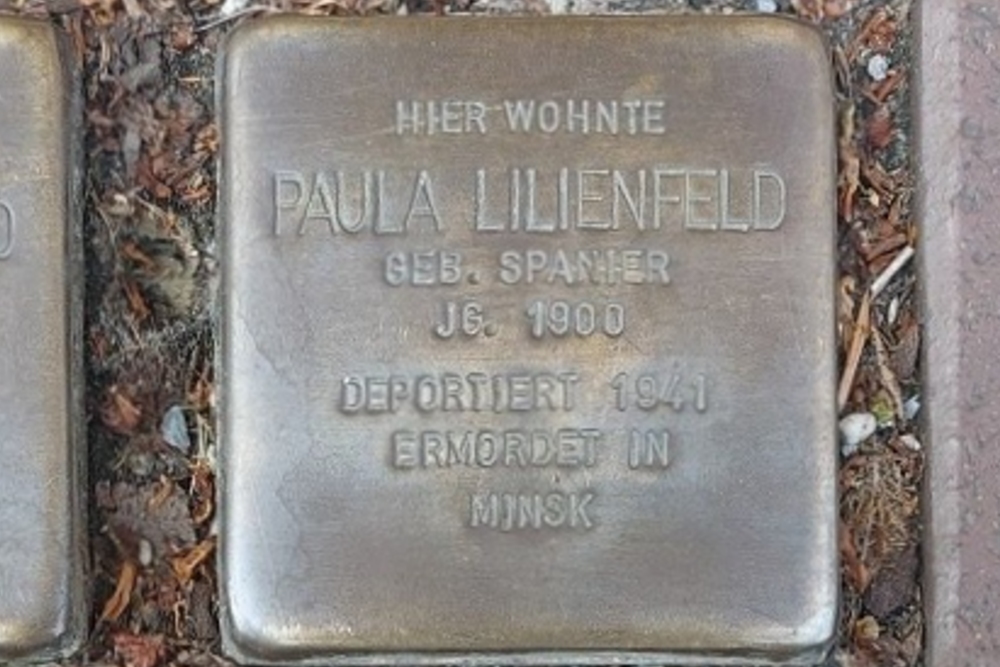 HIER WOHNTE
PAULA LILIENFELD
GEB. SPANIER
JG. 1900
DEPORTIERT 1941
ERMORDET IN
MINSK